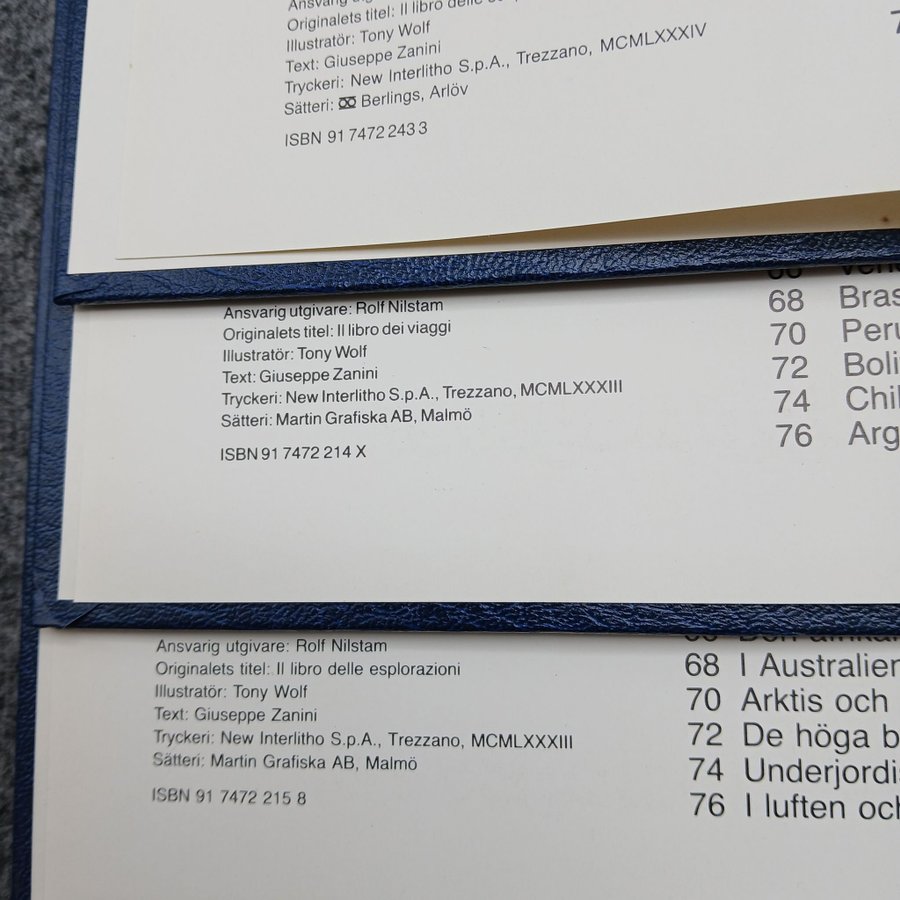 Originalets titel: Il libro delle
Illustratör: Tony Wolf
Text: Giuseppe Zanini
Tryckeri: New Interlitho S.p.A., Trezzano, MCMLXXXIV
Sätteri: Berlings, Arlöv
ISBN 91 7472 243 3
Ansvarig utgivare: Rolf Nilstam
Originalets titel: Il libro dei viaggi
Illustratör: Tony Wolf
Text: Giuseppe Zanini
Tryckeri: New Interlitho S.p.A., Trezzano, MCMLXXXIII
Sätteri: Martin Grafiska AB, Malmö
ISBN 91 7472 214 X
68 Bras
70 Peru
72 Boli
74 Chil
76 Arg
Ansvarig utgivare: Rolf Nilstam
Originalets titel: Il libro delle esplorazioni
Illustratör: Tony Wolf
Text: Giuseppe Zanini
Tryckeri: New Interlitho S.p.A., Trezzano, MCMLXXXIII
Sätteri: Martin Grafiska AB, Malmö
ISBN 91 7472 215 8
68 I Australien
70 Arktis och
72 De höga b
74 Underjordis
76 I luften och